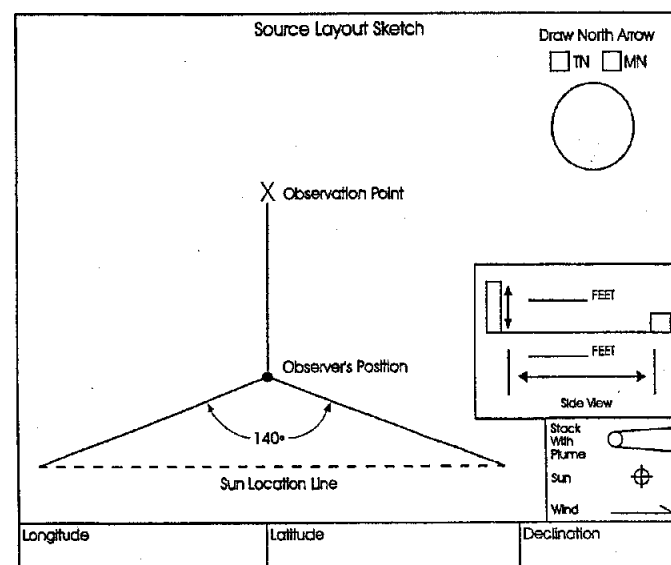 Source Layout Sketch
Draw North Arrow
TN MN
X Observation Point
FEET
Observer's Position
FEET
Side View
140°
Sun Location Line
Stack
With
Plume
Sun
Wind
Longitude
Latitude
Declination